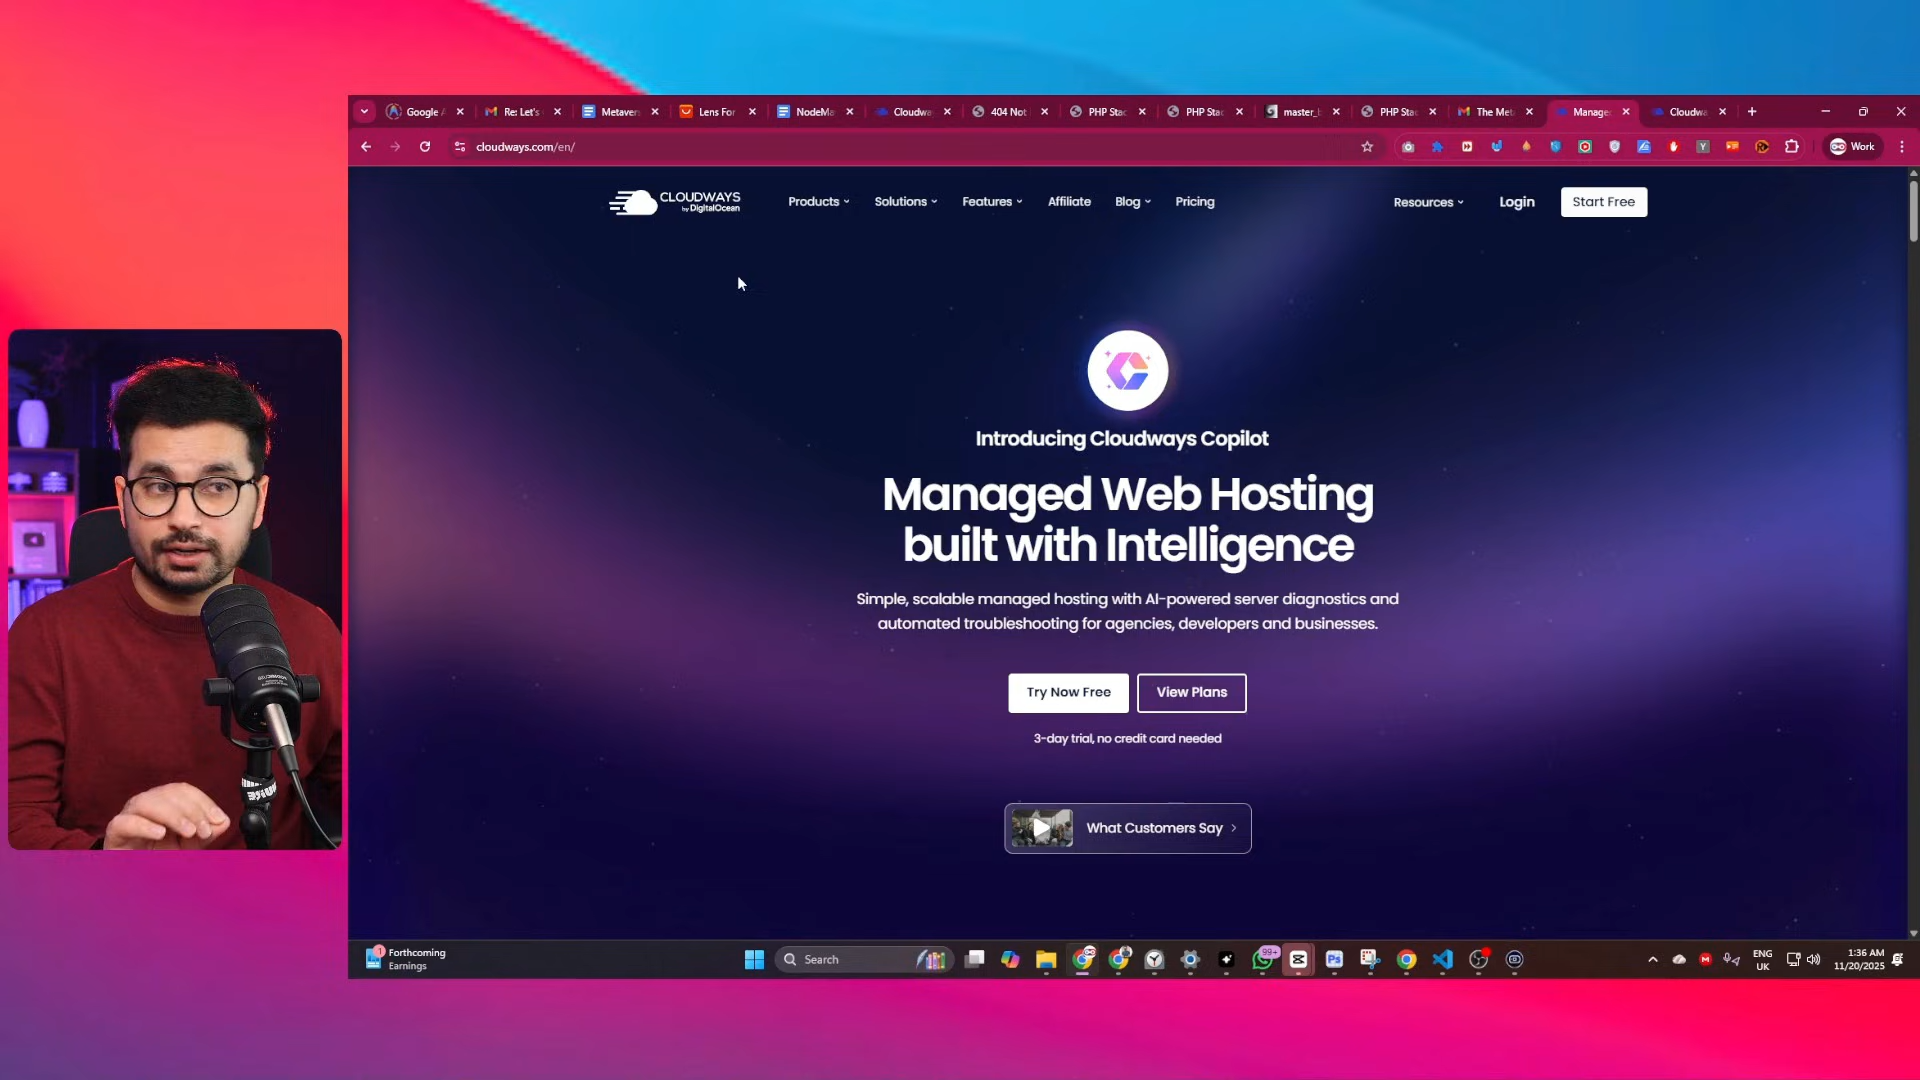 Google
Re: Let's
Metaver
Lens For
NodeMa
Cloudwa
404 Not
PHP Stac
PHP Stac
master_b
PHP Stac
The Met
Manage
Cloudwa
cloudways.com/en/
Work
CLOUDWAYS
by DigitalOcean
Products
Solutions
Features
Affiliate
Blog
Pricing
Resources
Login
Start Free
Introducing Cloudways Copilot
Managed Web Hosting
built with Intelligence
Simple, scalable managed hosting with AI-powered server diagnostics and
automated troubleshooting for agencies, developers and businesses.
Try Now Free
View Plans
3-day trial, no credit card needed
What Customers Say
Forthcoming
Earnings
Search
99+
ENG
UK
1:36 AM
11/20/2025